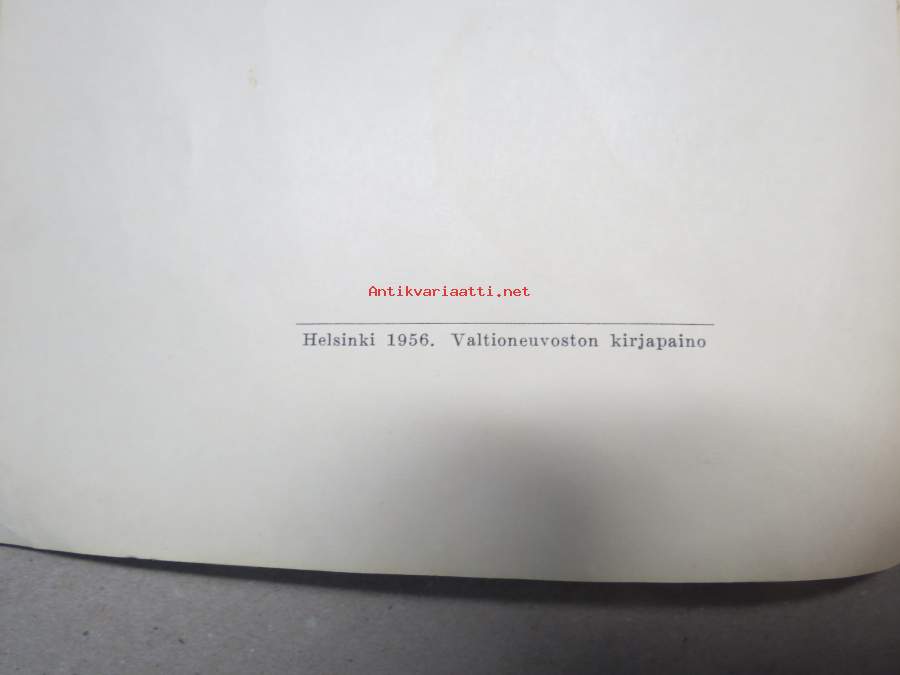 Antikvariaatti.net
Helsinki 1956. Valtioneuvoston kirjapaino